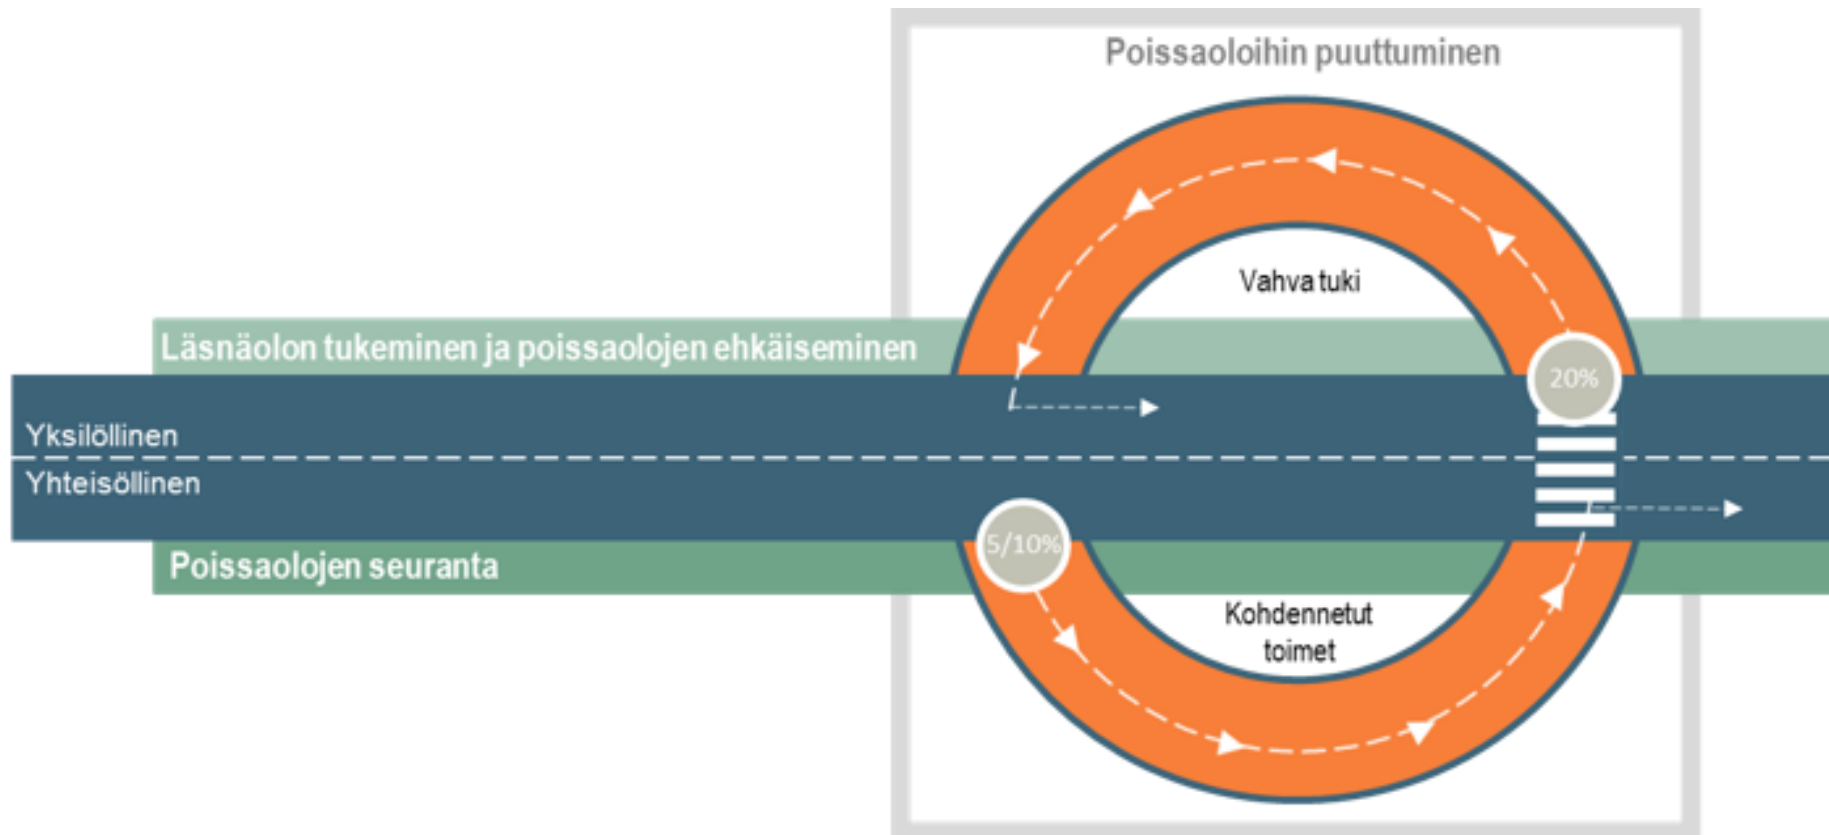 Poissaoloihin puuttuminen
Vahva tuki
Läsnäolon tukeminen ja poissaolojen ehkäiseminen
20%
Yksilöllinen
Yhteisöllinen
5/10%
Poissaolojen seuranta
Kohdennetut
toimet